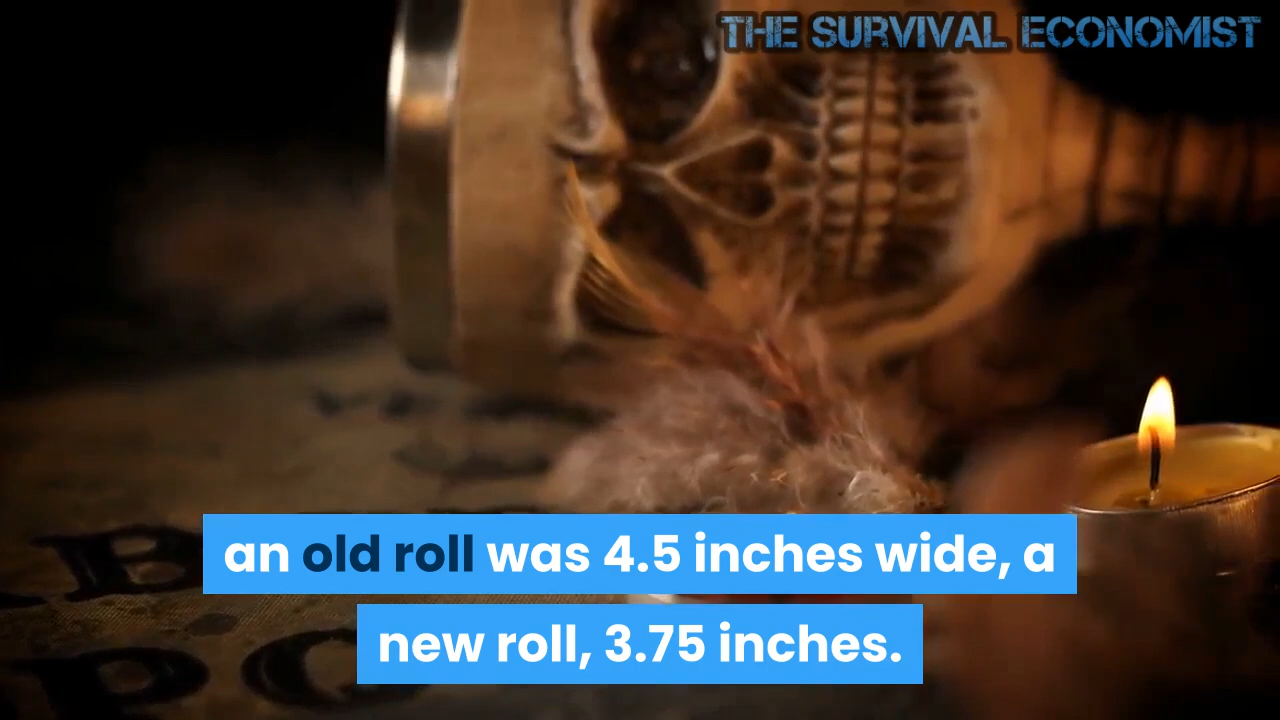 THE SURVIVAL ECONOMIST
an old roll was 4.5 inches wide, a
new roll, 3.75 inches.